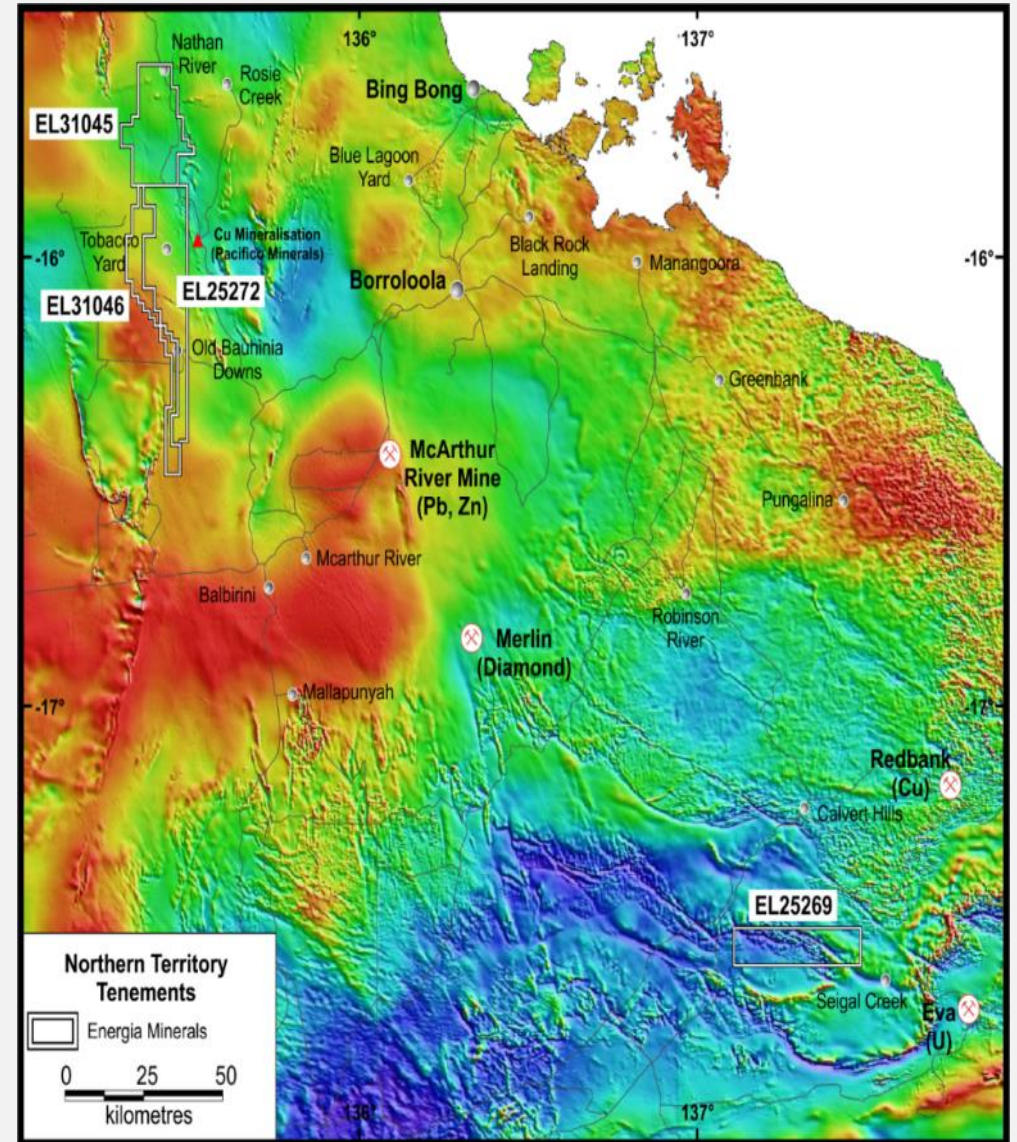 136°
137°
Nathan
River
Rosie
Creek
Bing Bong
EL31045
Blue Lagoon
Yard
Black Rock
Landing
Tobacco
Yard
Cu Mineralisation
(Pacifico Minerals)
-16°
-16°
Manangoora
Borroloola
EL31046
EL25272
Old Bauhinia
Downs
Greenbank
McArthur
River Mine
(Pb, Zn)
Pungalina
Mcarthur River
Balbirini
Robinson
River
Merlin
(Diamond)
Mallapunyah
-17°
-17°
Redbank
(Cu)
Calvert Hills
EL25269
Seigal Creek
Eva
(U)
Northern Territory
Tenements
Energia Minerals
0 25 50
kilometres
136°
137°